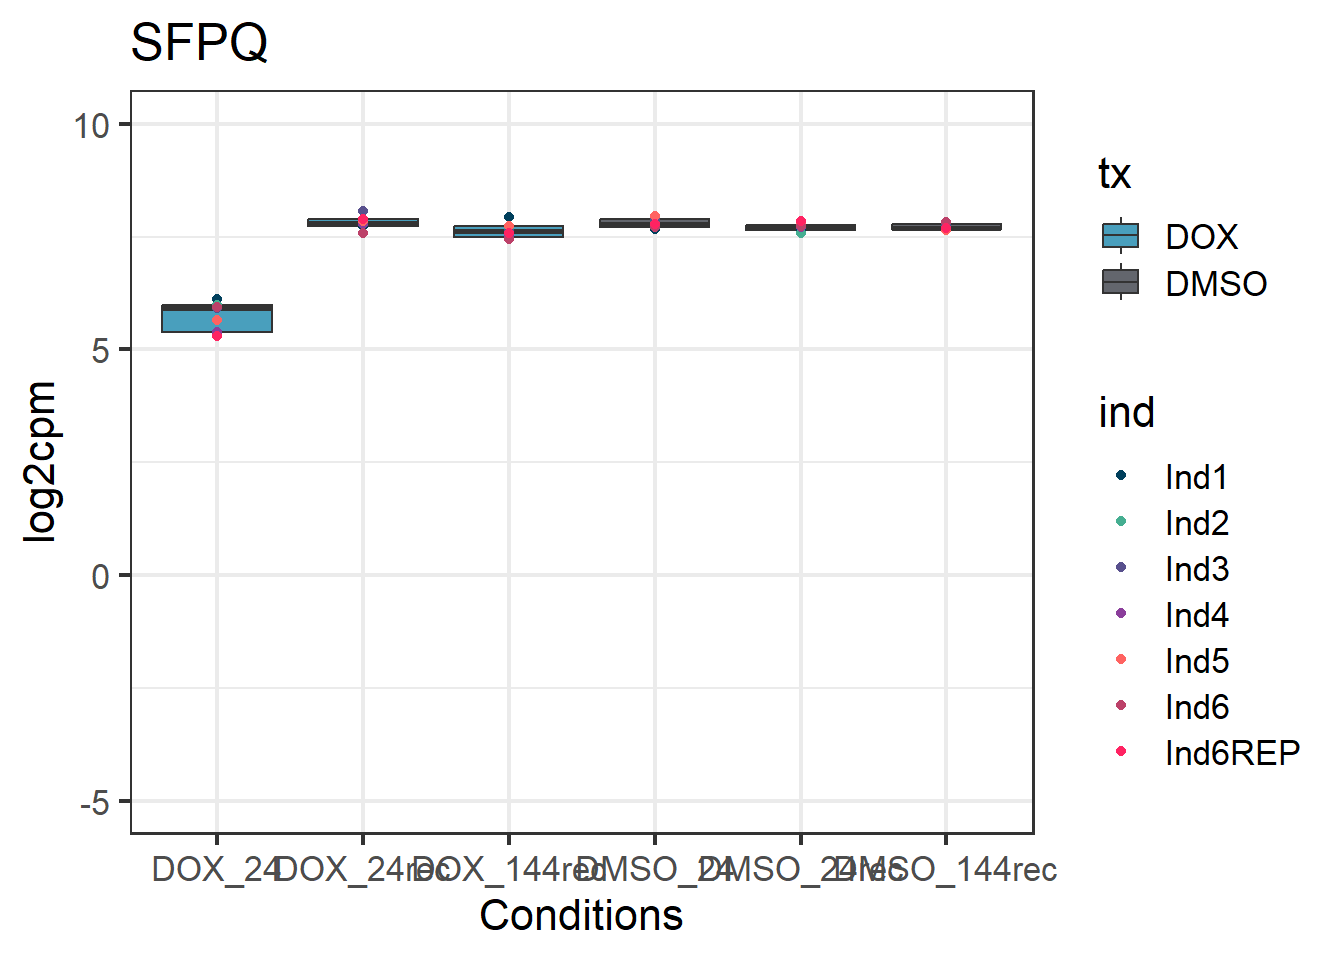 SFPQ
10
5
0
-5
log2cpm
DOX_24
DOX_24rec
DOX_144rec
DMSO_24
DMSO_24rec
DMSO_144rec
Conditions
tx
DOX
DMSO
ind
Ind1
Ind2
Ind3
Ind4
Ind5
Ind6
Ind6REP